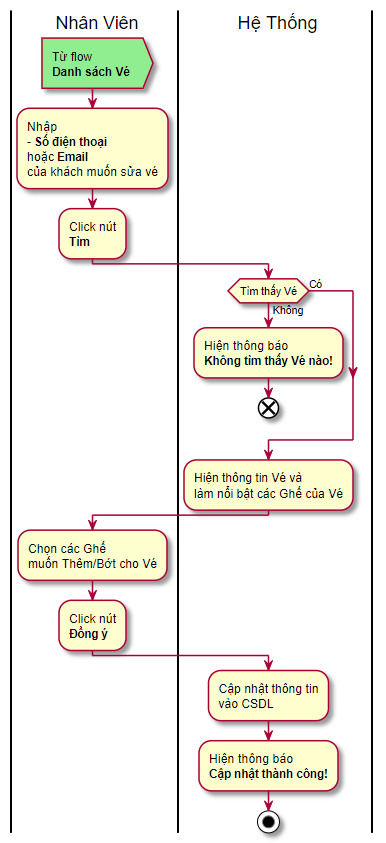 Nhân Viên
Hệ Thống
Từ flow
Danh sách Vé
Nhập
- Số điện thoại
hoặc Email
của khách muốn sửa vé
Click nút
Tìm
Tìm thấy Vé
Có
Không
Hiện thông báo
Không tìm thấy Vé nào!
Hiện thông tin Vé và
làm nổi bật các Ghế của Vé
Chọn các Ghế
muốn Thêm/Bớt cho Vé
Click nút
Đồng ý
Cập nhật thông tin
vào CSDL
Hiện thông báo
Cập nhật thành công!